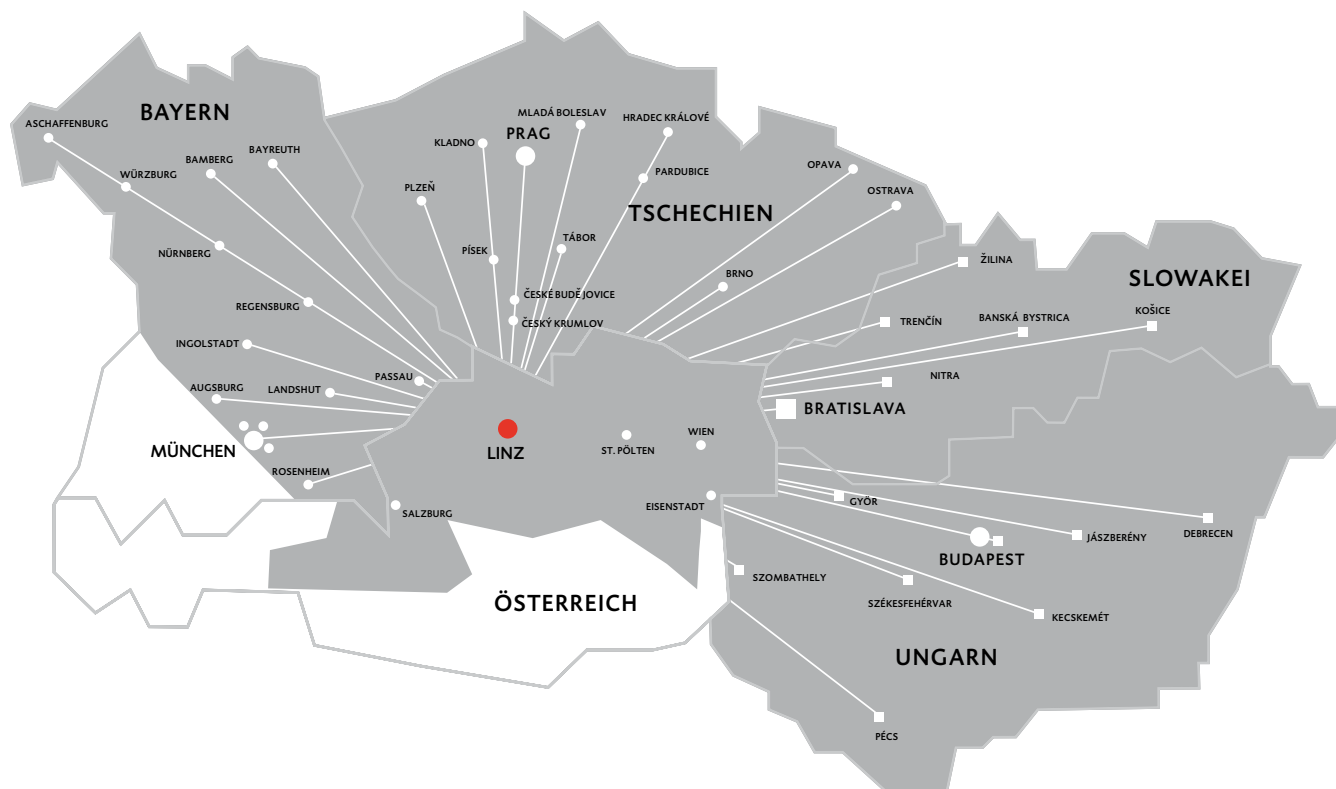 BAYERN
ASCHAFFENBURG
WÜRZBURG
BAMBERG
BAYREUTH
NÜRNBERG
REGENSBURG
INGOLSTADT
AUGSBURG
LANDSHUT
PASSAU
MÜNCHEN
ROSENHEIM
SALZBURG
MLADÁ BOLESLAV
HRADEC KRÁLOVÉ
PRAG
KLADNO
PARDUBICE
PLZEŇ
TSCHECHIEN
OPAVA
OSTRAVA
PÍSEK
TÁBOR
BRNO
ČESKÉ BUDĚJOVICE
ČESKÝ KRUMLOV
ŽILINA
SLOWAKEI
TRENČÍN
BANSKÁ BYSTRICA
KOŠICE
NITRA
BRATISLAVA
LINZ
ST. PÖLTEN
WIEN
EISENSTADT
ÖSTERREICH
GYÖR
BUDAPEST
JÁSZBERÉNY
DEBRECEN
SZOMBATHELY
SZÉKESFEHÉRVAR
KECSKEMÉT
UNGARN
PÉCS